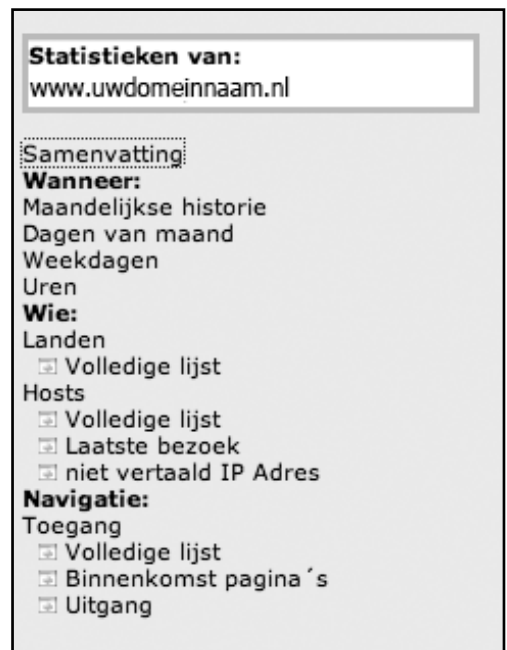 Statistieken van:
www.uwdomeinnaam.nl
Samenvatting
Wanneer:
Maandelijkse historie
Dagen van maand
Weekdagen
Uren
Wie:
Landen
Volledige lijst
Hosts
Volledige lijst
Laatste bezoek
niet vertaald IP Adres
Navigatie:
Toegang
Volledige lijst
Binnenkomst pagina´s
Uitgang